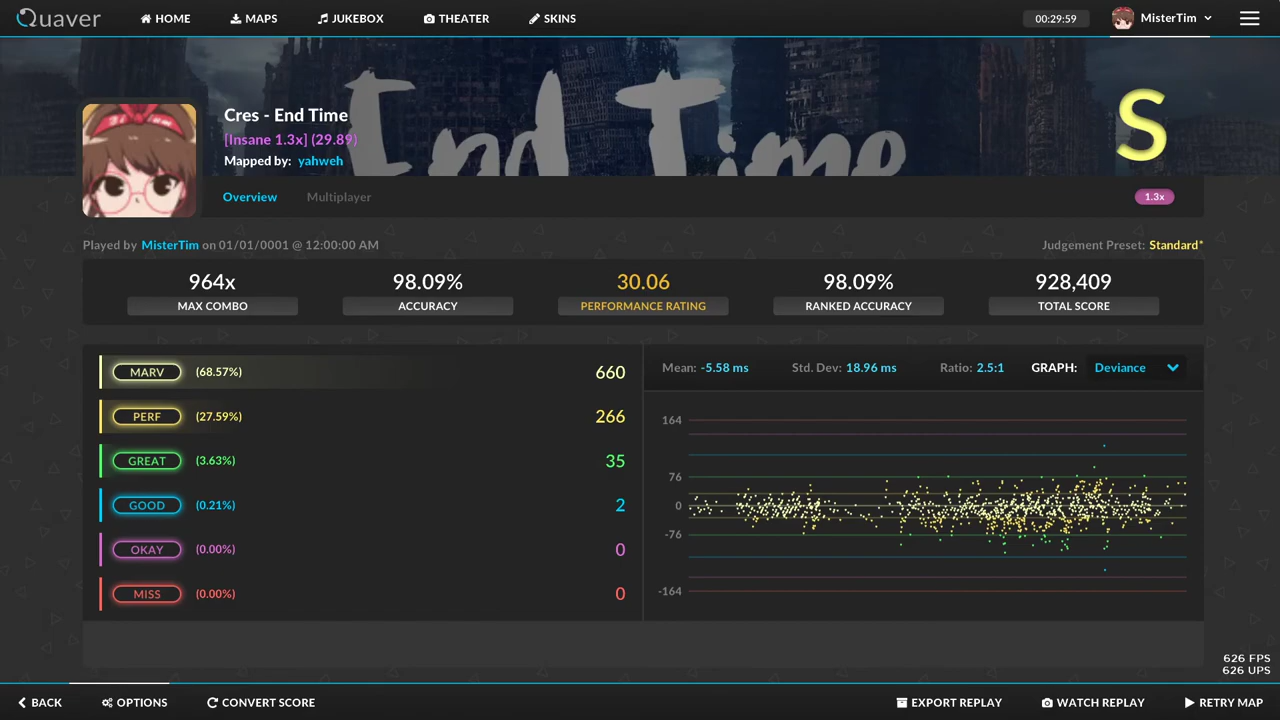 Quaver HOME MAPS JUKEBOX THEATER SKINS 00:29:59 MisterTim
End Time
S
Cres - End Time
[Insane 1.3x] (29.89)
Mapped by: yahweh
Overview Multiplayer 1.3x
Played by MisterTim on 01/01/0001 @ 12:00:00 AM Judgement Preset: Standard*
964x 98.09% 30.06 98.09% 928,409
MAX COMBO ACCURACY PERFORMANCE RATING RANKED ACCURACY TOTAL SCORE
MARV (68.57%) 660
PERF (27.59%) 266
GREAT (3.63%) 35
GOOD (0.21%) 2
OKAY (0.00%) 0
MISS (0.00%) 0
Mean: -5.58 ms Std. Dev: 18.96 ms Ratio: 2.5:1 GRAPH: Deviance
164
76
0
-76
-164
626 FPS
626 UPS
BACK OPTIONS CONVERT SCORE EXPORT REPLAY WATCH REPLAY RETRY MAP